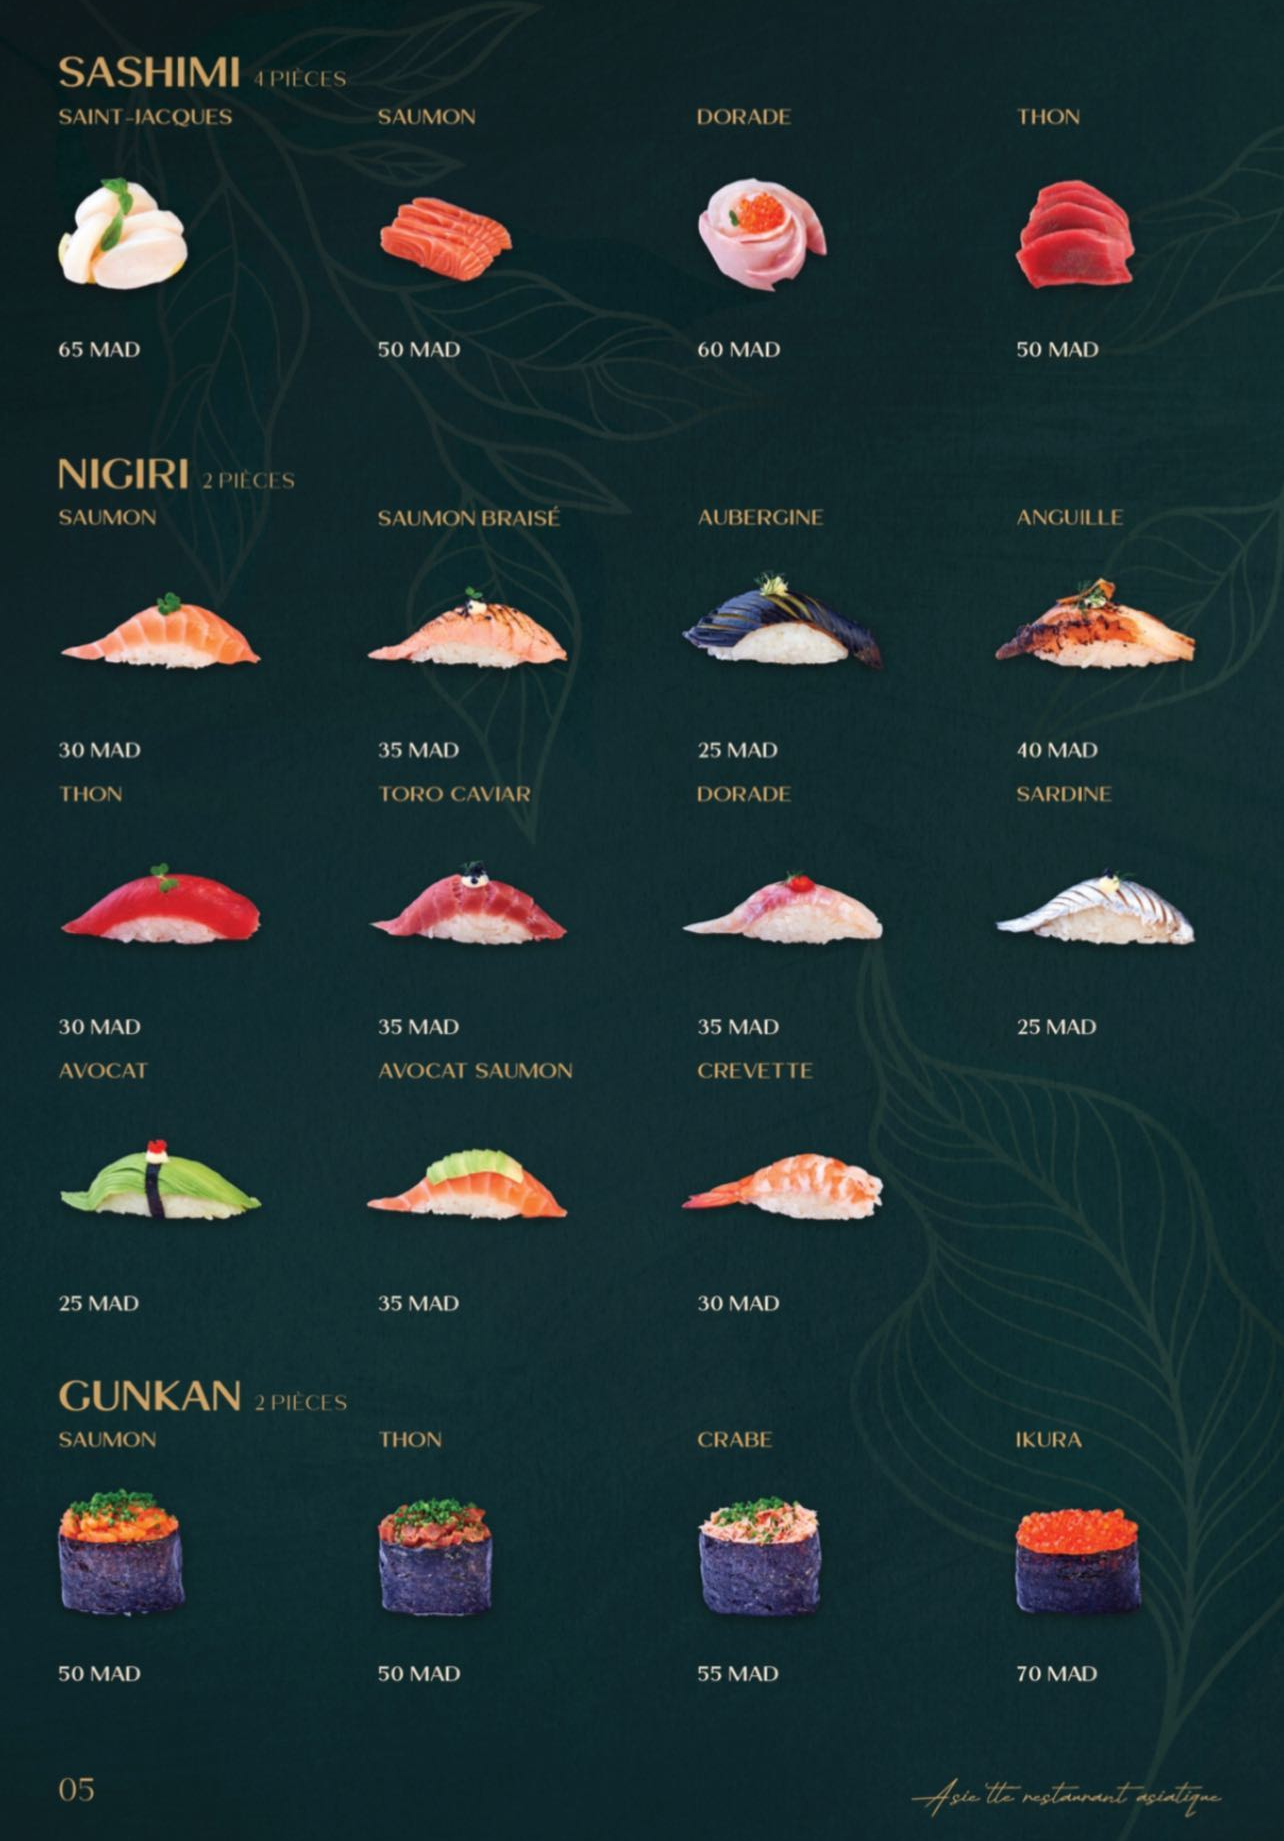 SASHIMI 4 PIÈCES
SAINT-JACQUES SAUMON DORADE THON
65 MAD 50 MAD 60 MAD 50 MAD
NIGIRI 2 PIÈCES
SAUMON SAUMON BRAISÉ AUBERGINE ANGUILLE
30 MAD 35 MAD 25 MAD 40 MAD
THON TORO CAVIAR DORADE SARDINE
30 MAD 35 MAD 35 MAD 25 MAD
AVOCAT AVOCAT SAUMON CREVETTE
25 MAD 35 MAD 30 MAD
GUNKAN 2 PIÈCES
SAUMON THON CRABE IKURA
50 MAD 50 MAD 55 MAD 70 MAD
05 Asie'tte restaurant asiatique